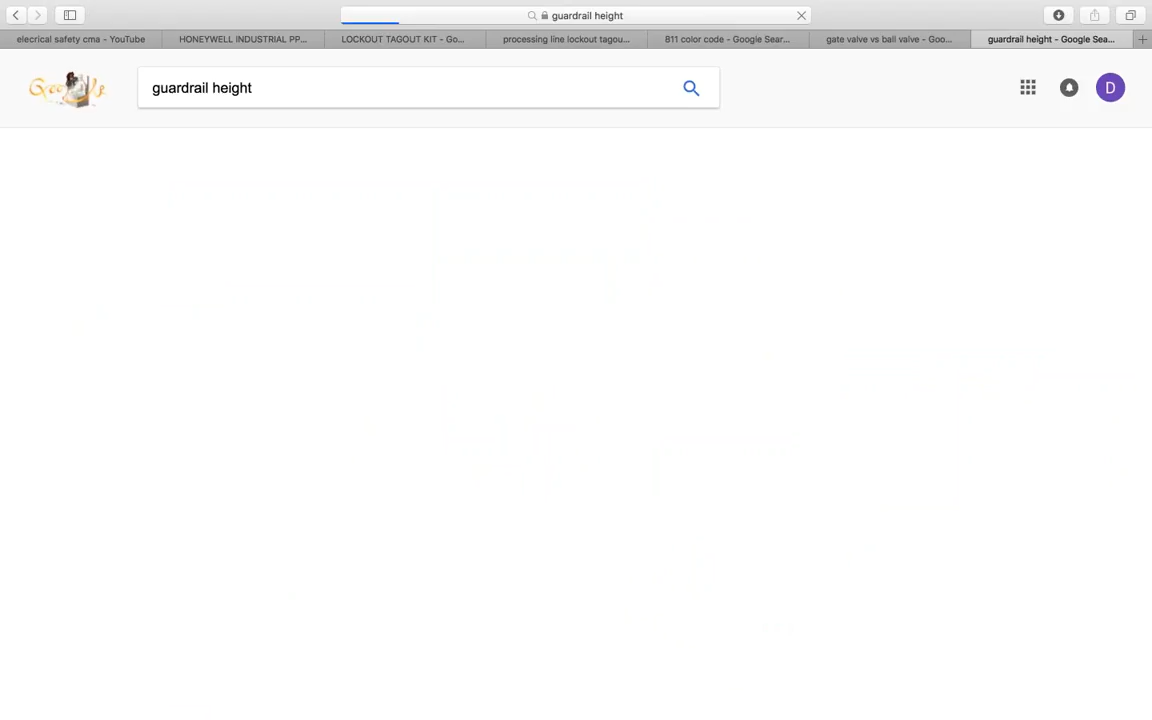 guardrail height
elecrical safety cma - YouTube
HONEYWELL INDUSTRIAL PP...
LOCKOUT TAGOUT KIT - Go...
processing line lockout tagou...
811 color code - Google Sear...
gate valve vs ball valve - Goo...
guardrail height - Google Sea...
Google
guardrail height
D